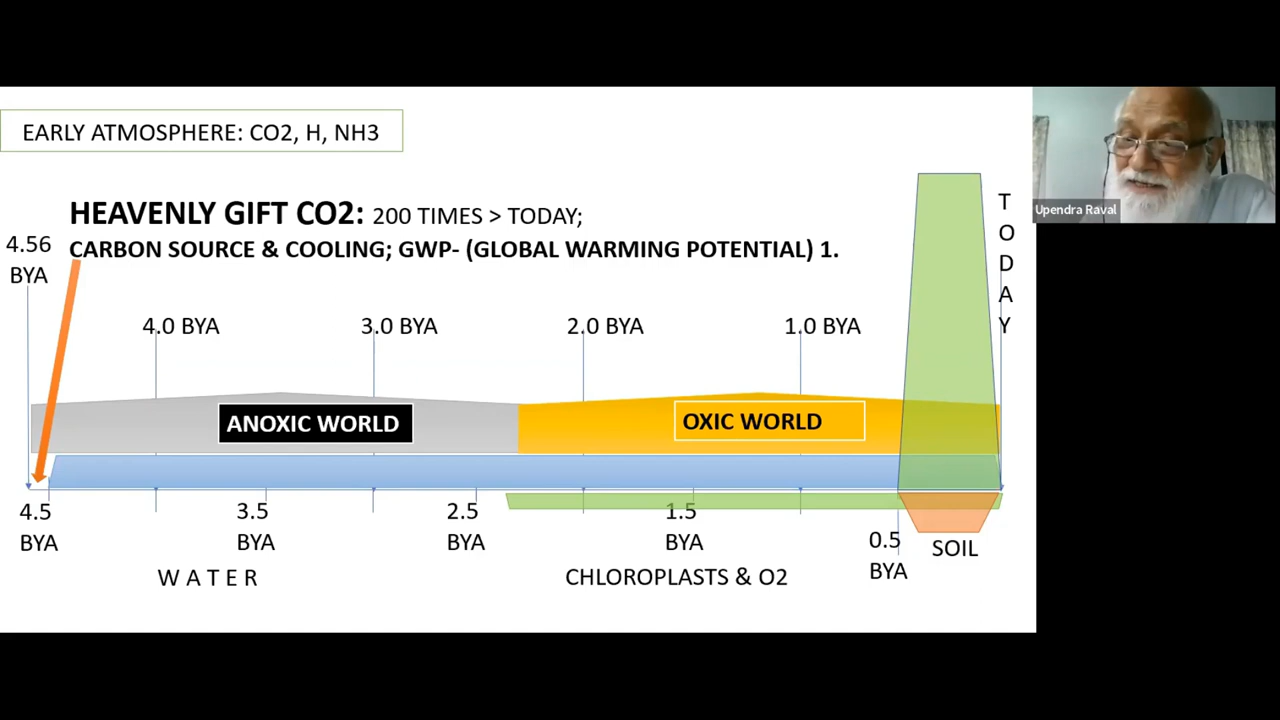 EARLY ATMOSPHERE: CO2, H, NH3
HEAVENLY GIFT CO2: 200 TIMES > TODAY;
CARBON SOURCE & COOLING; GWP- (GLOBAL WARMING POTENTIAL) 1.
4.56
BYA
T
O
D
A
Y
Upendra Raval
4.0 BYA
3.0 BYA
2.0 BYA
1.0 BYA
ANOXIC WORLD
OXIC WORLD
4.5
BYA
3.5
BYA
2.5
BYA
1.5
BYA
0.5
BYA
SOIL
W A T E R
CHLOROPLASTS & O2